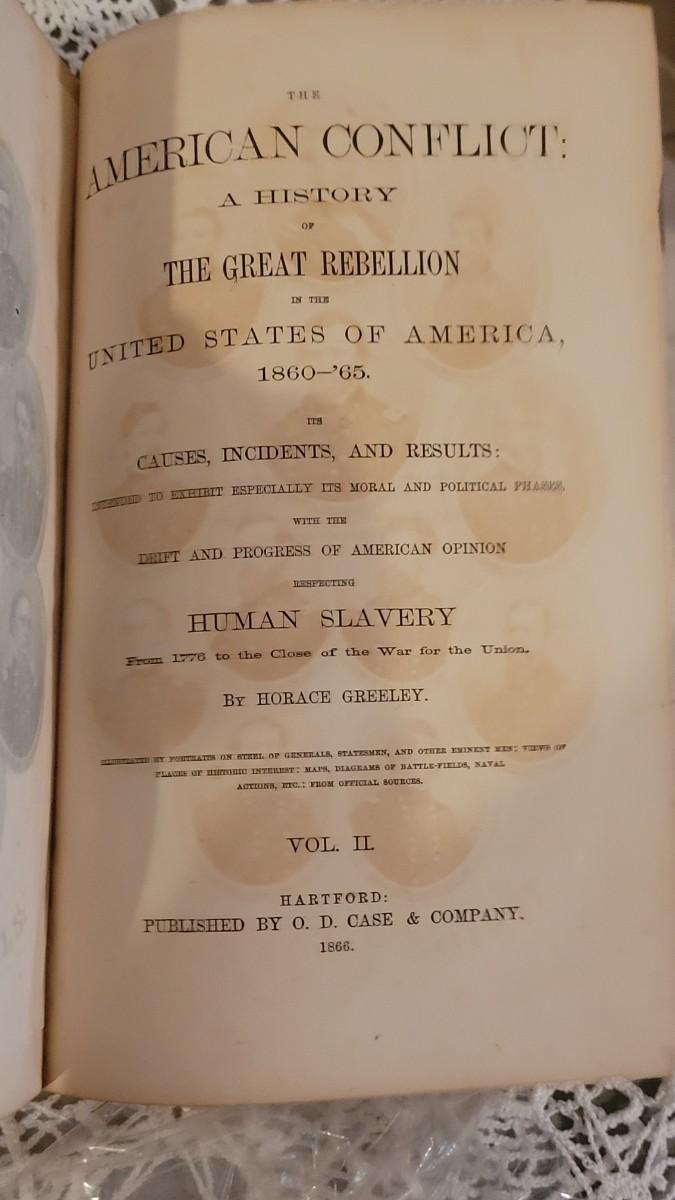 THE
AMERICAN CONFLICT:
A HISTORY
OF
THE GREAT REBELLION
IN THE
UNITED STATES OF AMERICA,
1860–'65.
ITS
CAUSES, INCIDENTS, AND RESULTS:
INTENDED TO EXHIBIT ESPECIALLY ITS MORAL AND POLITICAL PHASES,
WITH THE
DRIFT AND PROGRESS OF AMERICAN OPINION
RESPECTING
HUMAN SLAVERY
From 1776 to the Close of the War for the Union.
By HORACE GREELEY.
ILLUSTRATED BY PORTRAITS ON STEEL OF GENERALS, STATESMEN, AND OTHER EMINENT MEN: VIEWS OF
PLACES OF HISTORIC INTEREST: MAPS, DIAGRAMS OF BATTLE-FIELDS, NAVAL
ACTIONS, ETC.: FROM OFFICIAL SOURCES.
VOL. II.
HARTFORD:
PUBLISHED BY O. D. CASE & COMPANY.
1866.